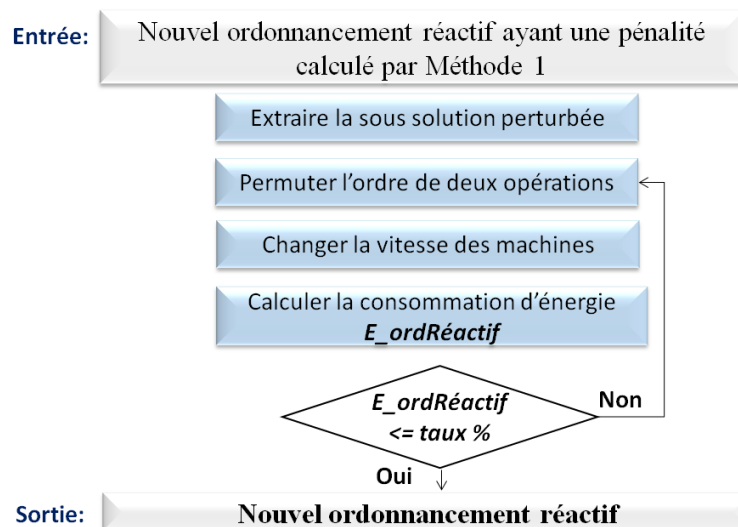 Entrée:
Nouvel ordonnancement réactif ayant une pénalité
calculé par Méthode 1
Extraire la sous solution perturbée
Permuter l'ordre de deux opérations
Changer la vitesse des machines
Calculer la consommation d'énergie
E_ordRéactif
E_ordRéactif
<= taux %
Non
Oui
Sortie:
Nouvel ordonnancement réactif